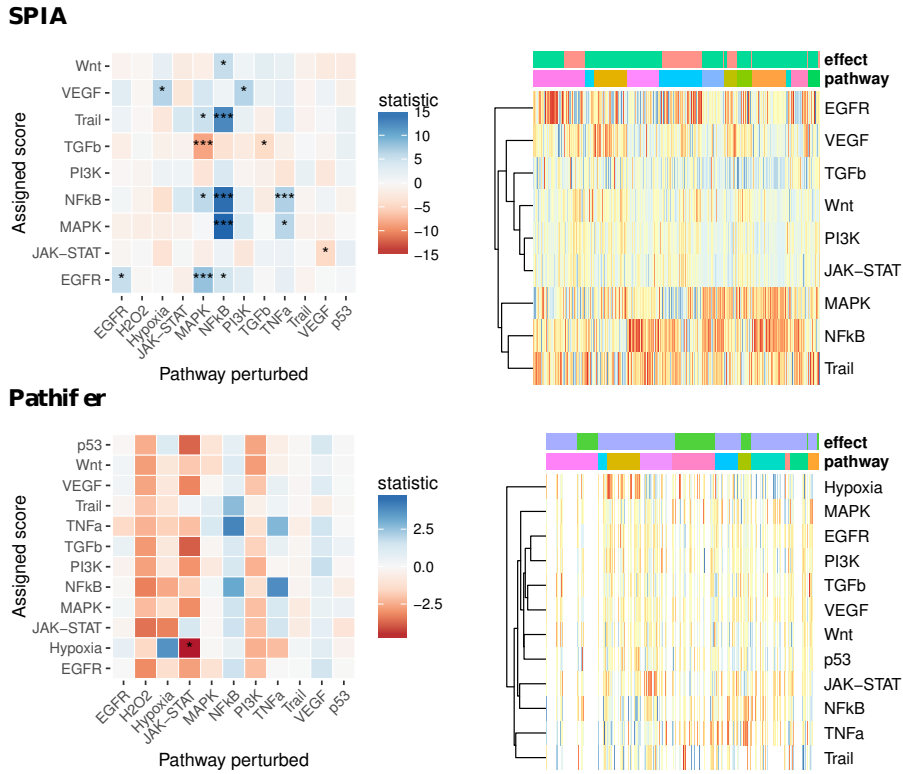 SPIA
Assigned score
Wnt
VEGF
Trail
TGFb
PI3K
NFkB
MAPK
JAK−STAT
EGFR
*
* *
* ***
*** *
* *** ***
*** *
*
* *** *
EGFR
H2O2
Hypoxia
JAK−STAT
MAPK
NFkB
PI3K
TGFb
TNFa
Trail
VEGF
p53
Pathway perturbed
statistic
15
10
5
0
−5
−10
−15
effect
pathway
EGFR
VEGF
TGFb
Wnt
PI3K
JAK−STAT
MAPK
NFkB
Trail
Pathifer
Assigned score
p53
Wnt
VEGF
Trail
TNFa
TGFb
PI3K
NFkB
MAPK
JAK−STAT
Hypoxia
EGFR
*
EGFR
H2O2
Hypoxia
JAK−STAT
MAPK
NFkB
PI3K
TNFa
Trail
VEGF
p53
Pathway perturbed
statistic
2.5
0.0
−2.5
effect
pathway
Hypoxia
MAPK
EGFR
PI3K
TGFb
VEGF
Wnt
p53
JAK−STAT
NFkB
TNFa
Trail